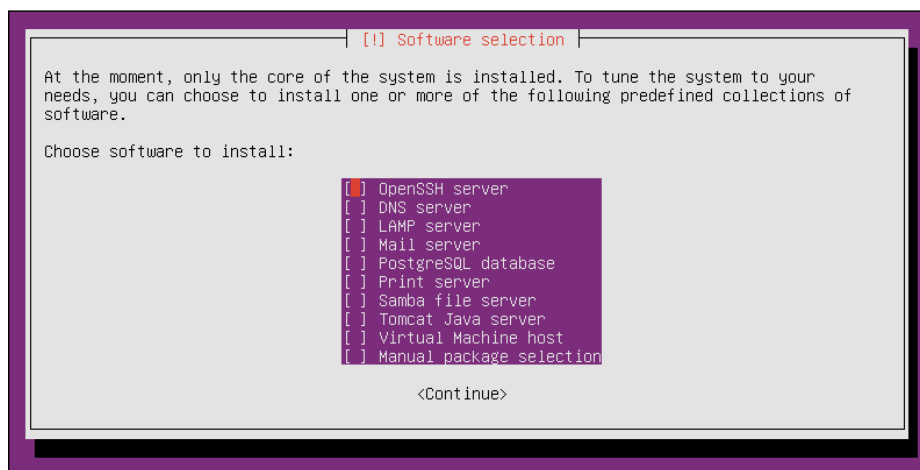 [!] Software selection
At the moment, only the core of the system is installed. To tune the system to your
needs, you can choose to install one or more of the following predefined collections of
software.
Choose software to install:
[ ] OpenSSH server
[ ] DNS server
[ ] LAMP server
[ ] Mail server
[ ] PostgreSQL database
[ ] Print server
[ ] Samba file server
[ ] Tomcat Java server
[ ] Virtual Machine host
[ ] Manual package selection
<Continue>